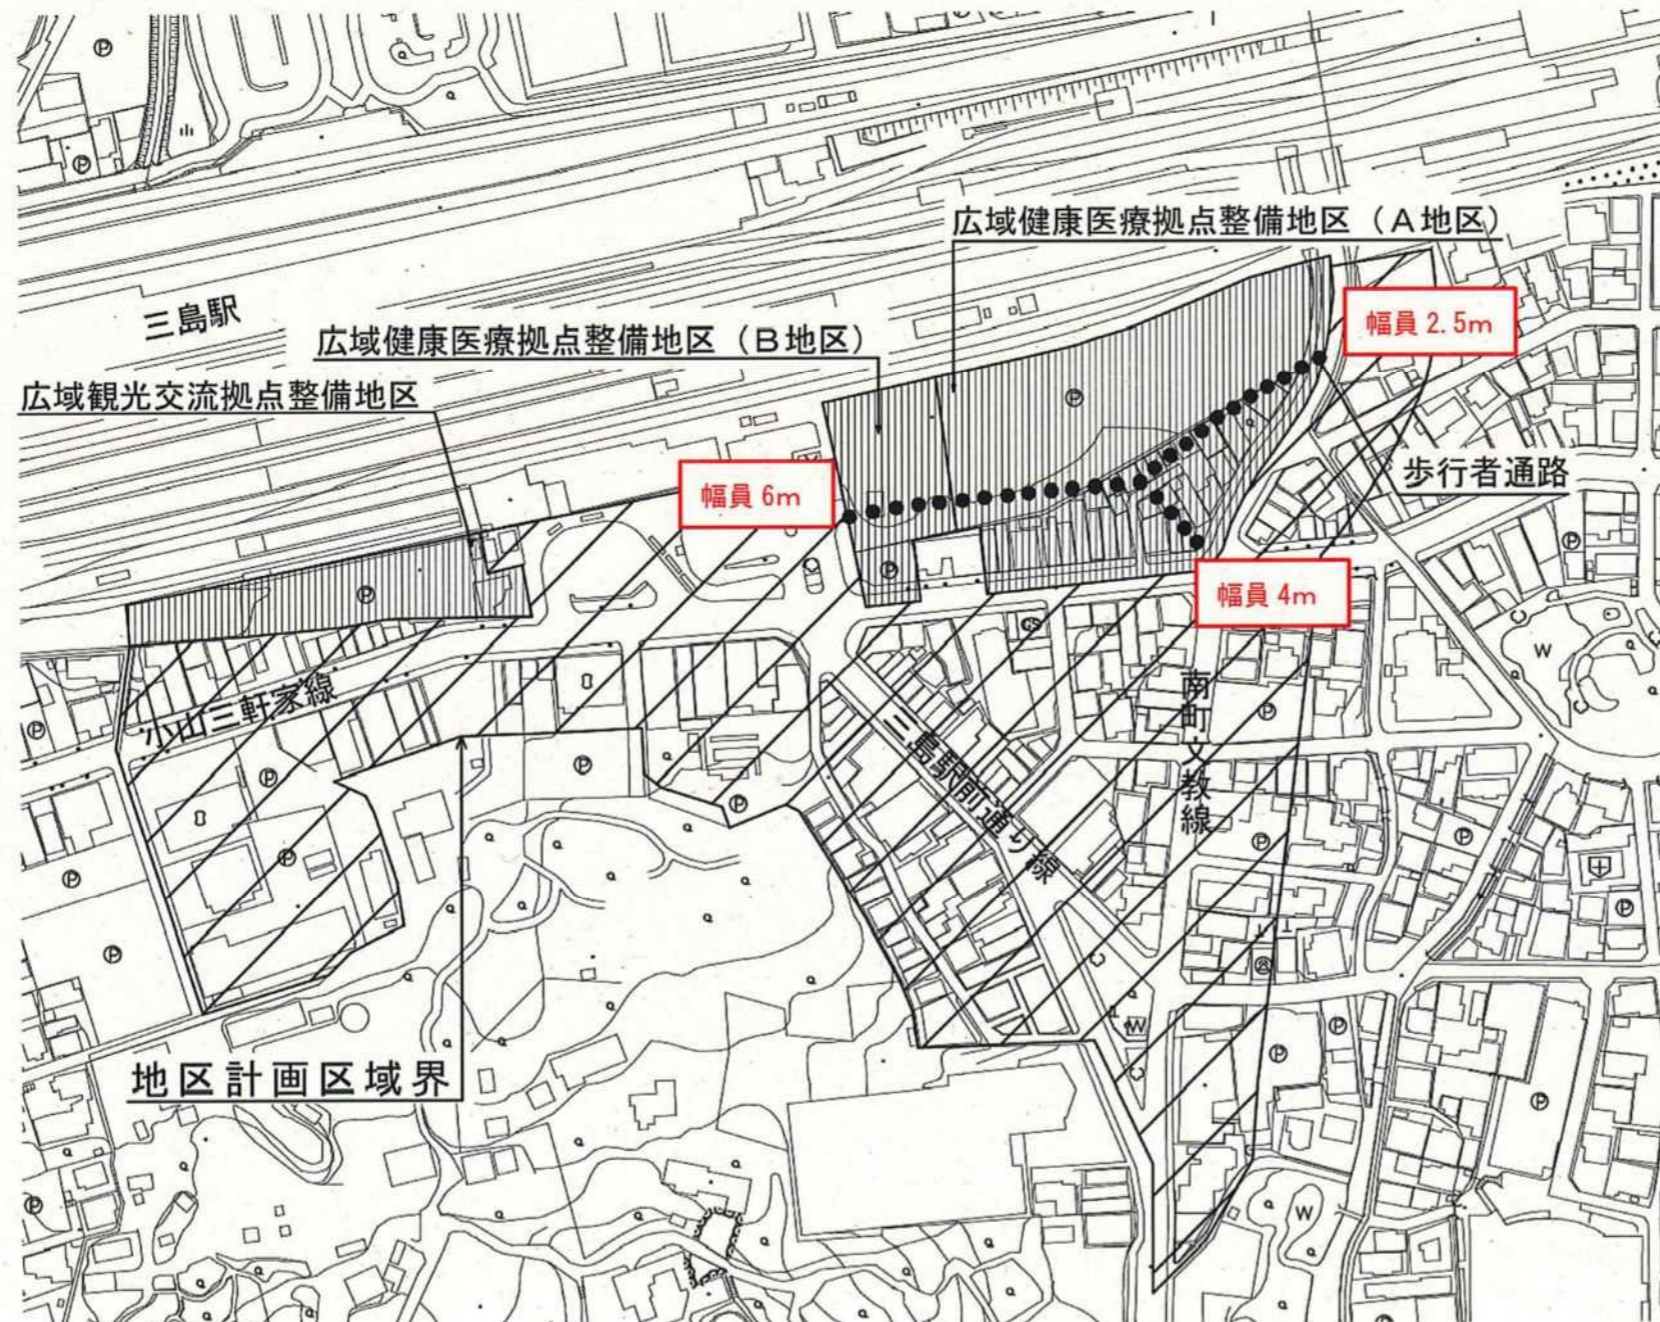 広域健康医療拠点整備地区（A地区）
三島駅
幅員 2.5m
広域健康医療拠点整備地区（B地区）
広域観光交流拠点整備地区
歩行者通路
幅員 6m
幅員 4m
小山三軒家線
南町文教線
三島駅前通り線
地区計画区域界